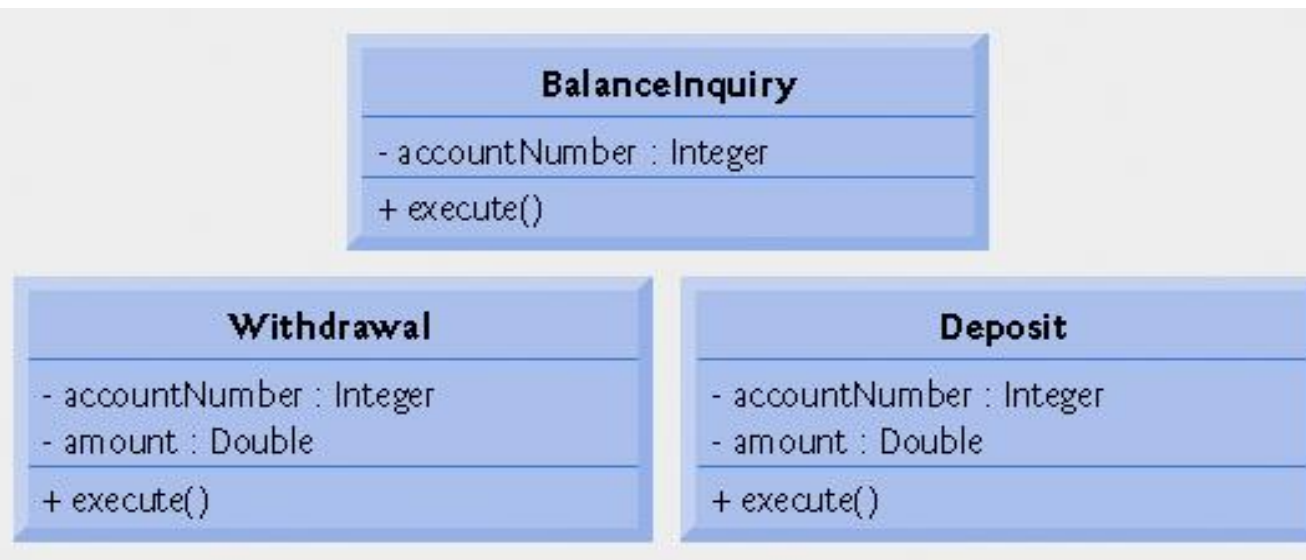 BalanceInquiry
- accountNumber : Integer
+ execute()
Withdrawal
- accountNumber : Integer
- amount : Double
+ execute()
Deposit
- accountNumber : Integer
- amount : Double
+ execute()